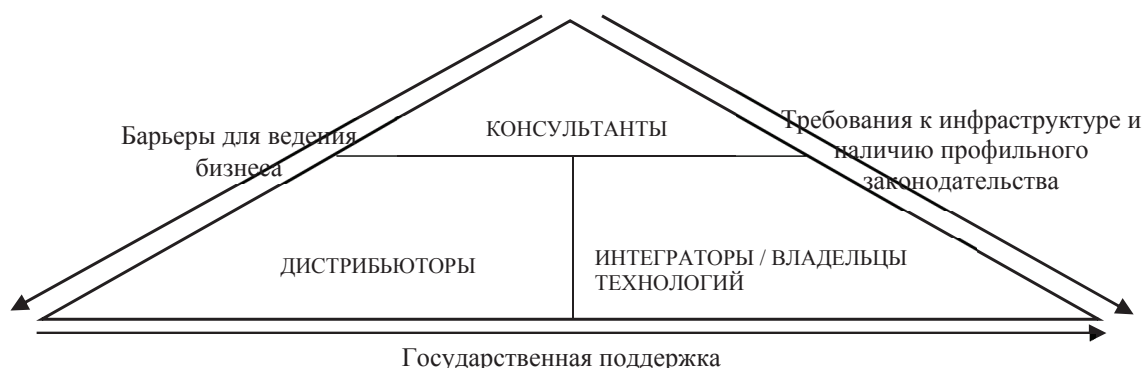 КОНСУЛЬТАНТЫ
Барьеры для ведения
бизнеса
Требования к инфраструктуре и
наличию профильного
законодательства
ДИСТРИБЬЮТОРЫ
ИНТЕГРАТОРЫ / ВЛАДЕЛЬЦЫ
ТЕХНОЛОГИЙ
Государственная поддержка